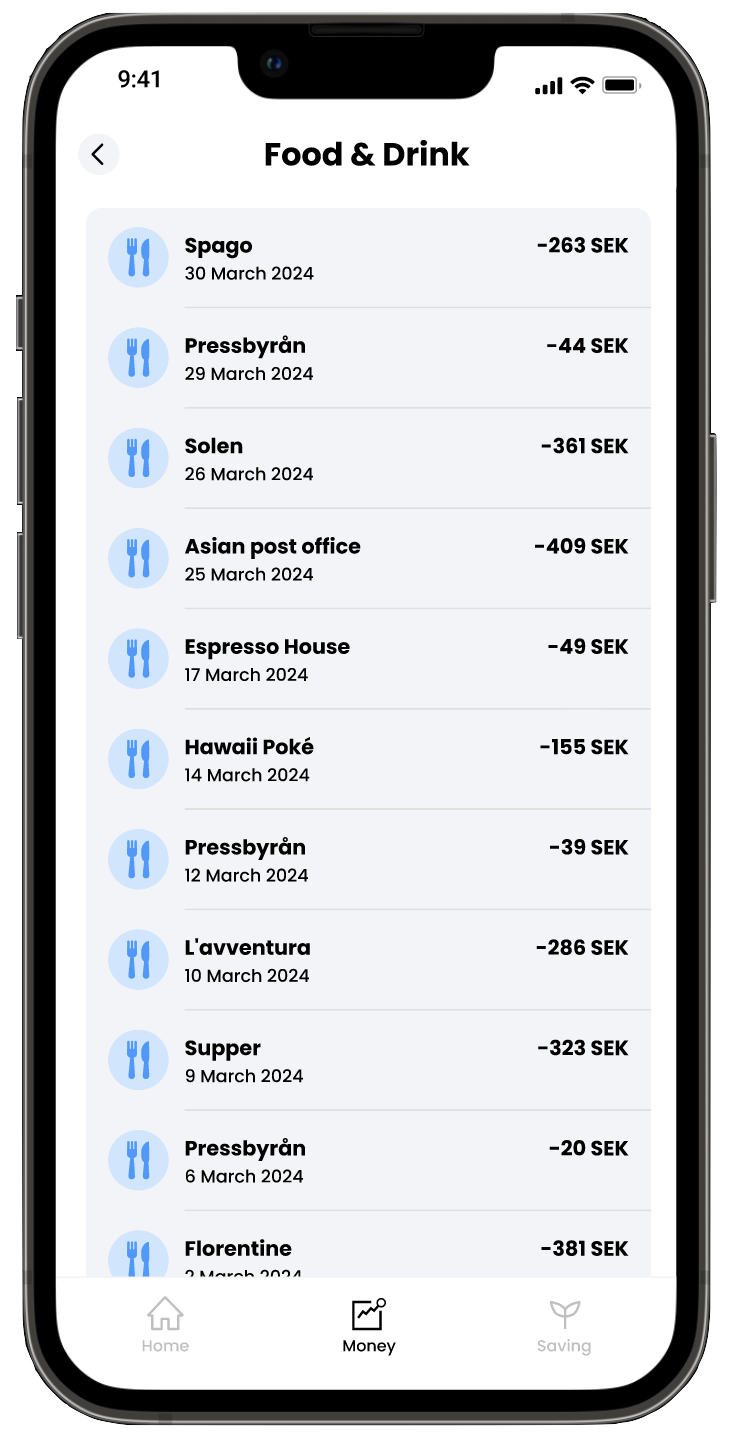 9:41
Food & Drink
Spago
-263 SEK
30 March 2024
Pressbyrån
-44 SEK
29 March 2024
Solen
-361 SEK
26 March 2024
Asian post office
-409 SEK
25 March 2024
Espresso House
-49 SEK
17 March 2024
Hawaii Poké
-155 SEK
14 March 2024
Pressbyrån
-39 SEK
12 March 2024
L'avventura
-286 SEK
10 March 2024
Supper
-323 SEK
9 March 2024
Pressbyrån
-20 SEK
6 March 2024
Florentine
-381 SEK
2 March 2024
Home
Money
Saving